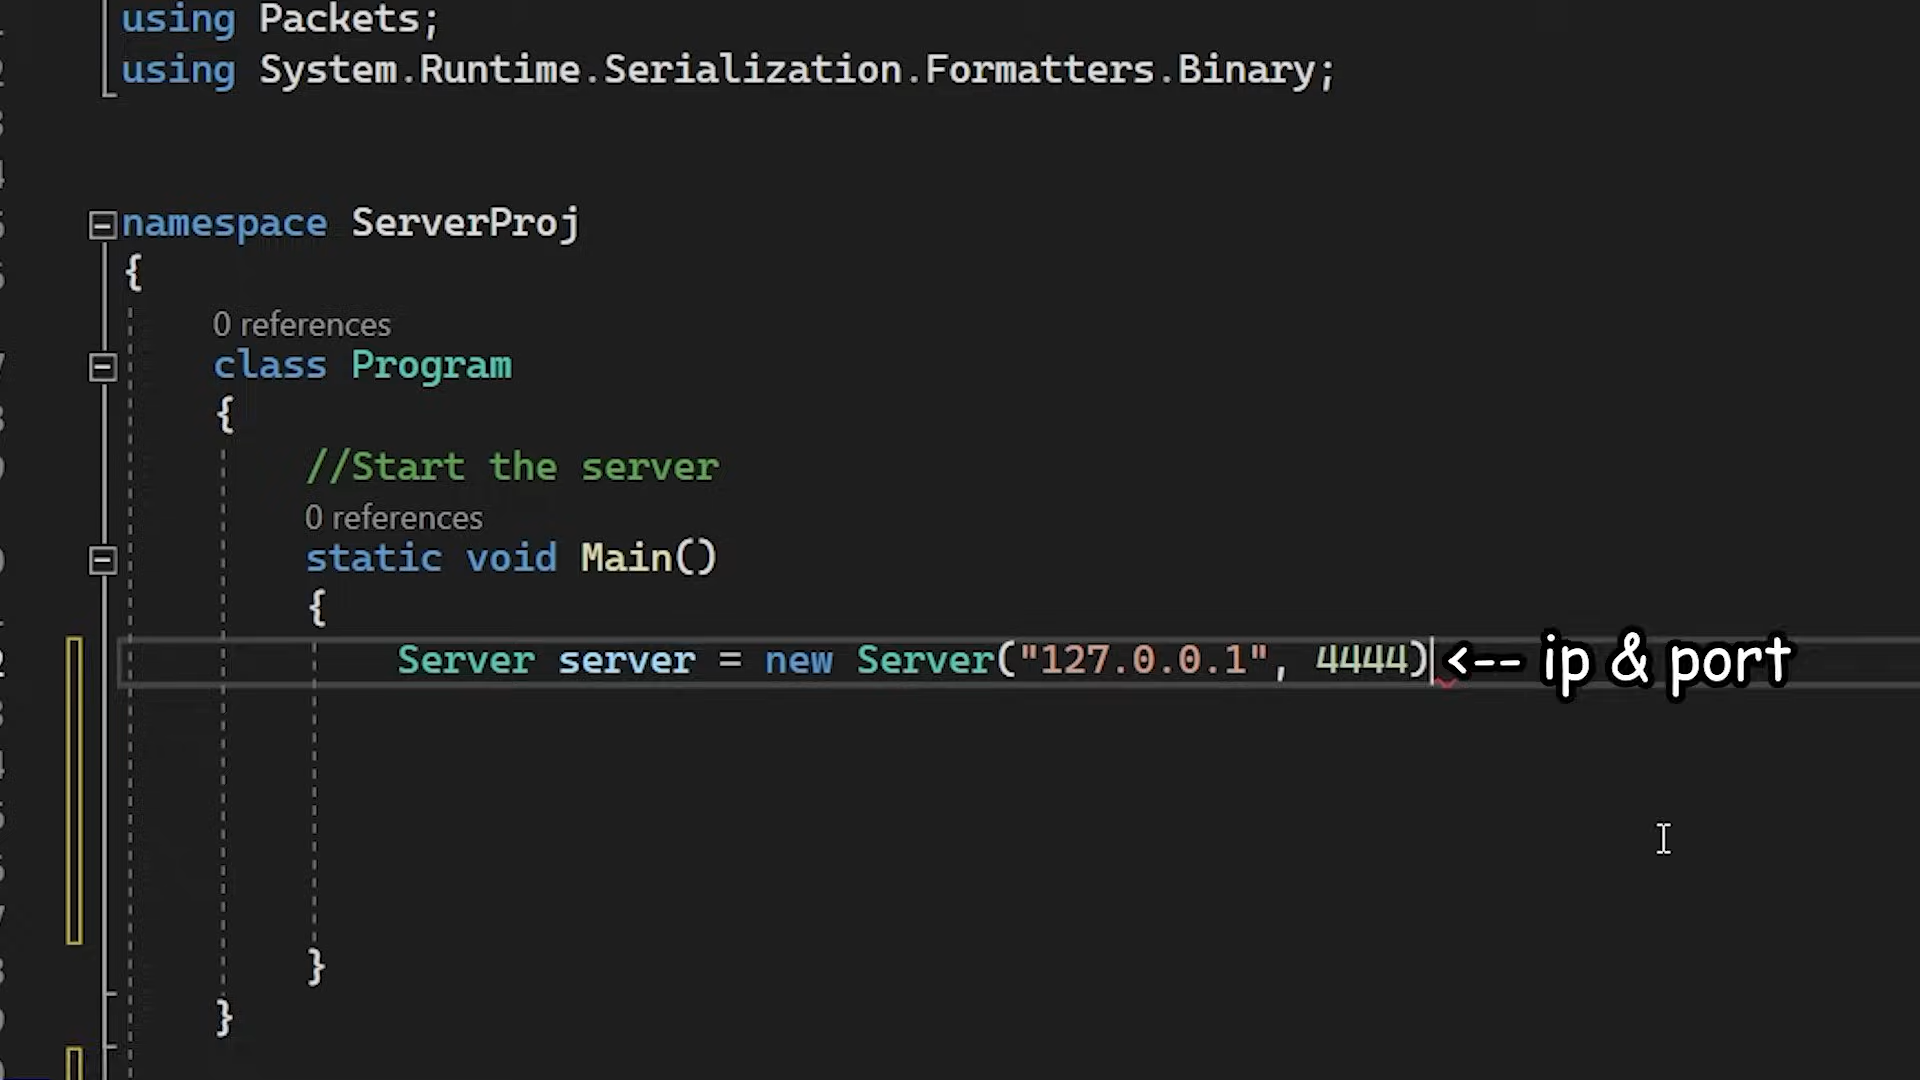 using Packets;
using System.Runtime.Serialization.Formatters.Binary;
namespace ServerProj
{
0 references
class Program
{
//Start the server
0 references
static void Main()
{
Server server = new Server("127.0.0.1", 4444) <-- ip & port
}
}